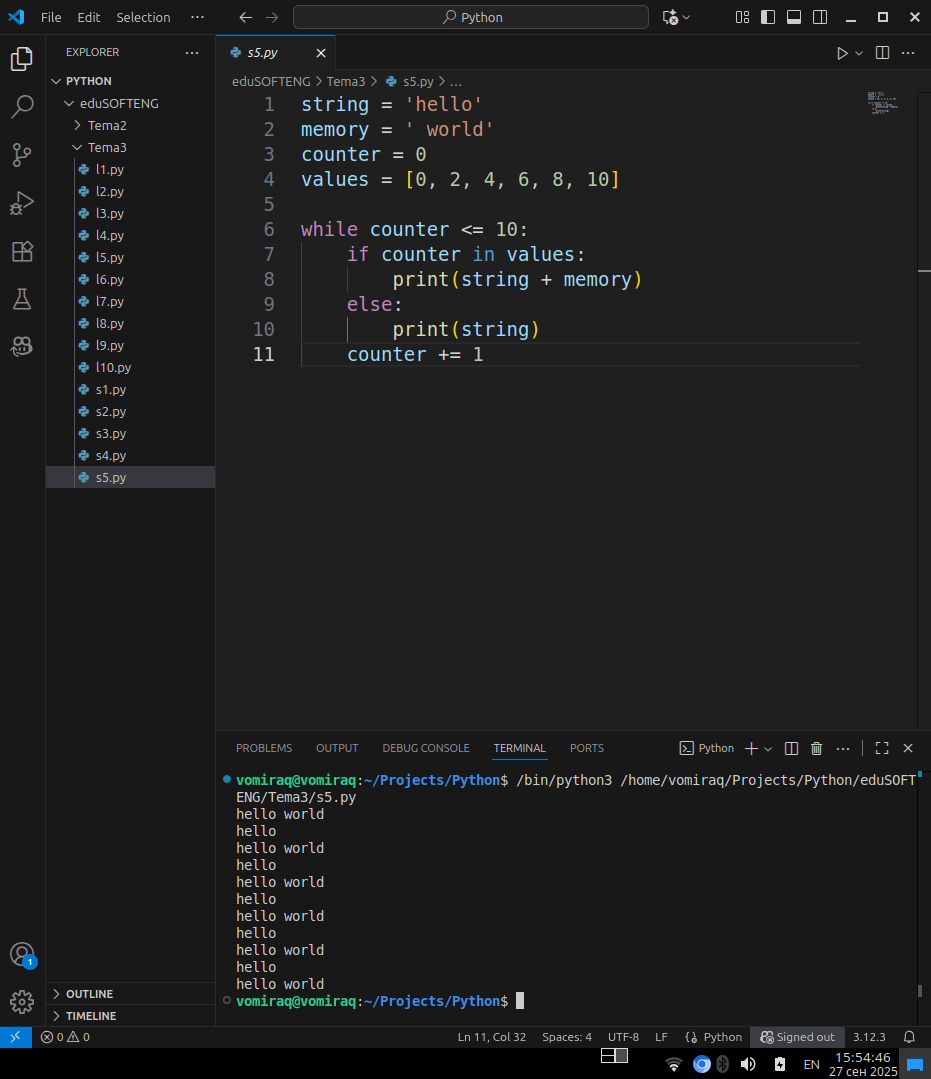 File Edit Selection ··· Python
EXPLORER ···
PYTHON
eduSOFTENG
Tema2
Tema3
l1.py
l2.py
l3.py
l4.py
l5.py
l6.py
l7.py
l8.py
l9.py
l10.py
s1.py
s2.py
s3.py
s4.py
s5.py
OUTLINE
TIMELINE
s5.py
eduSOFTENG > Tema3 > s5.py > ...
1 string = 'hello'
2 memory = ' world'
3 counter = 0
4 values = [0, 2, 4, 6, 8, 10]
5
6 while counter <= 10:
7     if counter in values:
8         print(string + memory)
9     else:
10         print(string)
11     counter += 1
PROBLEMS OUTPUT DEBUG CONSOLE TERMINAL PORTS Python
vomiraq@vomiraq:~/Projects/Python$ /bin/python3 /home/vomiraq/Projects/Python/eduSOFT
ENG/Tema3/s5.py
hello world
hello
hello world
hello
hello world
hello
hello world
hello
hello world
hello
hello world
vomiraq@vomiraq:~/Projects/Python$
1
0 0 Ln 11, Col 32 Spaces: 4 UTF-8 LF Python Signed out 3.12.3
EN 15:54:46
27 сен 2025